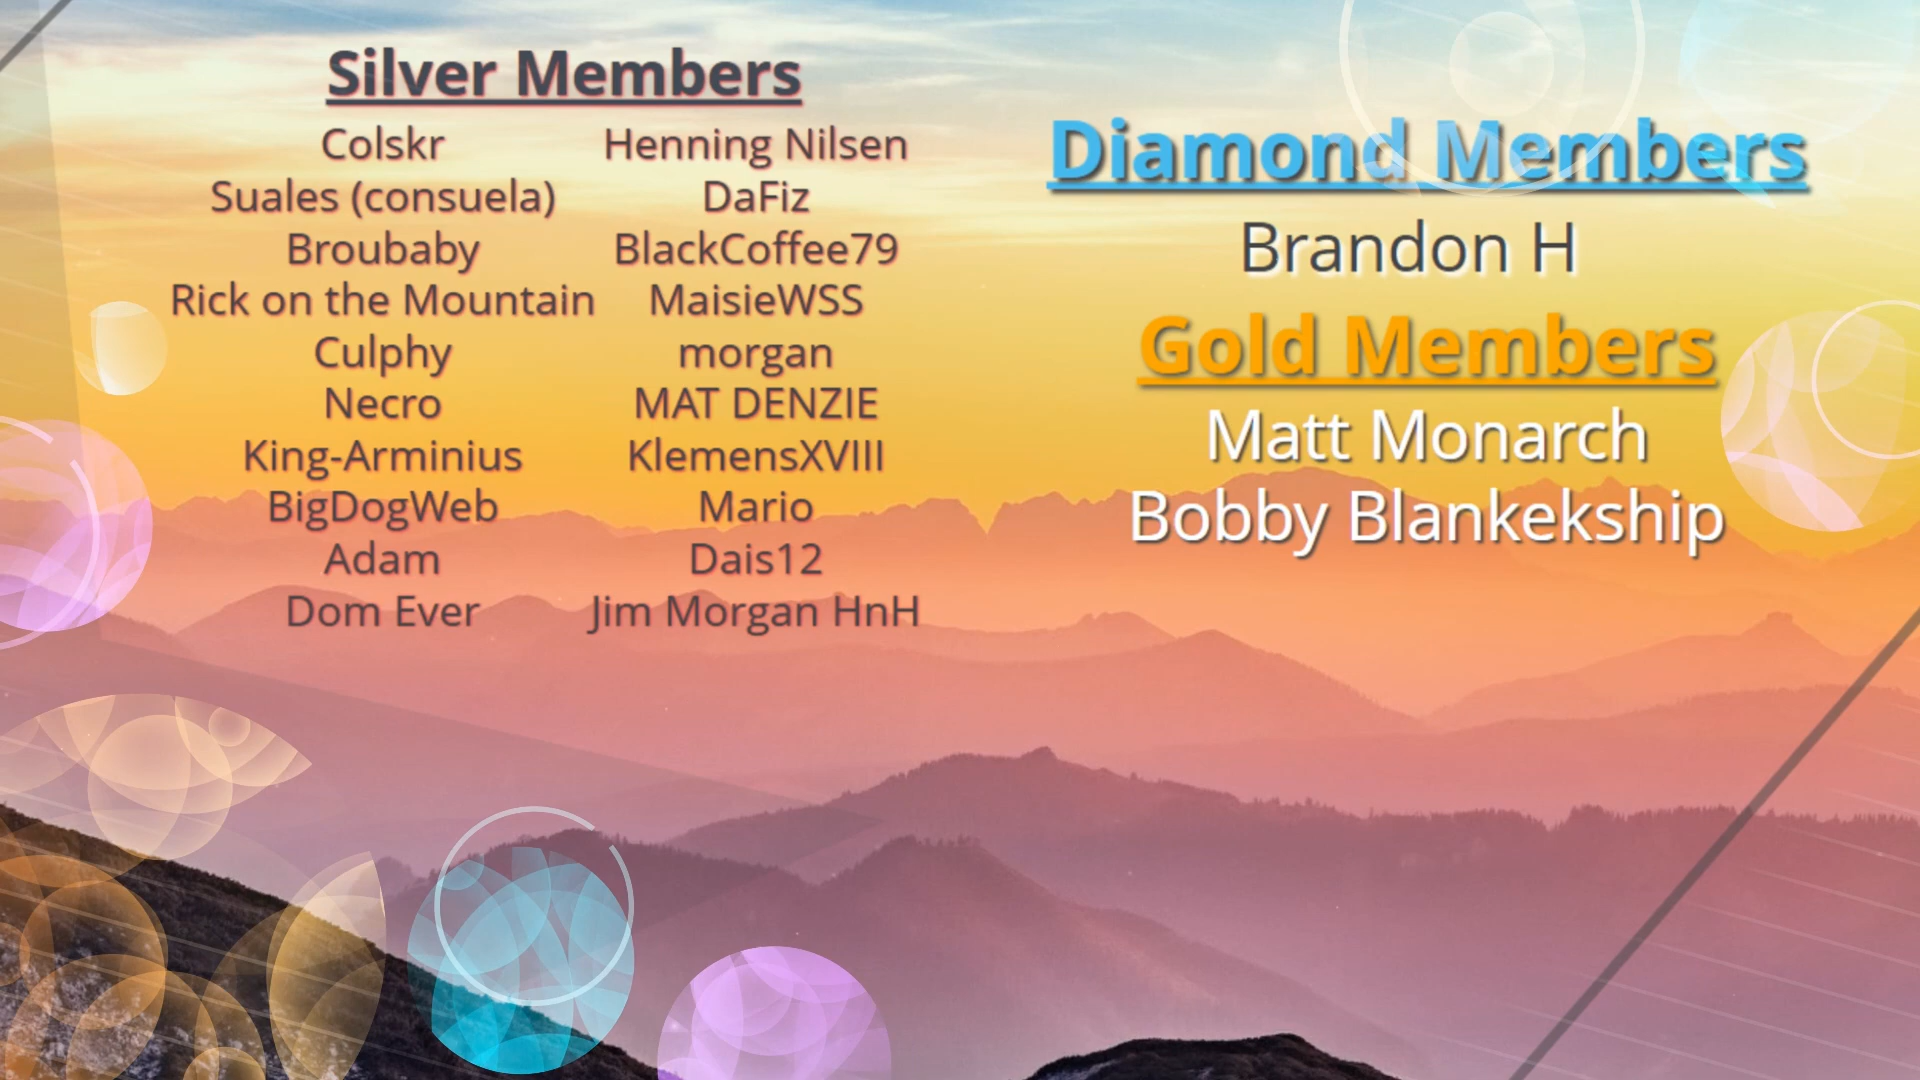 Silver Members
Colskr
Suales (consuela)
Broubaby
Rick on the Mountain
Culphy
Necro
King-Arminius
BigDogWeb
Adam
Dom Ever
Henning Nilsen
DaFiz
BlackCoffee79
MaisieWSS
morgan
MAT DENZIE
KlemensXVIII
Mario
Dais12
Jim Morgan HnH
Diamond Members
Brandon H
Gold Members
Matt Monarch
Bobby Blankekship